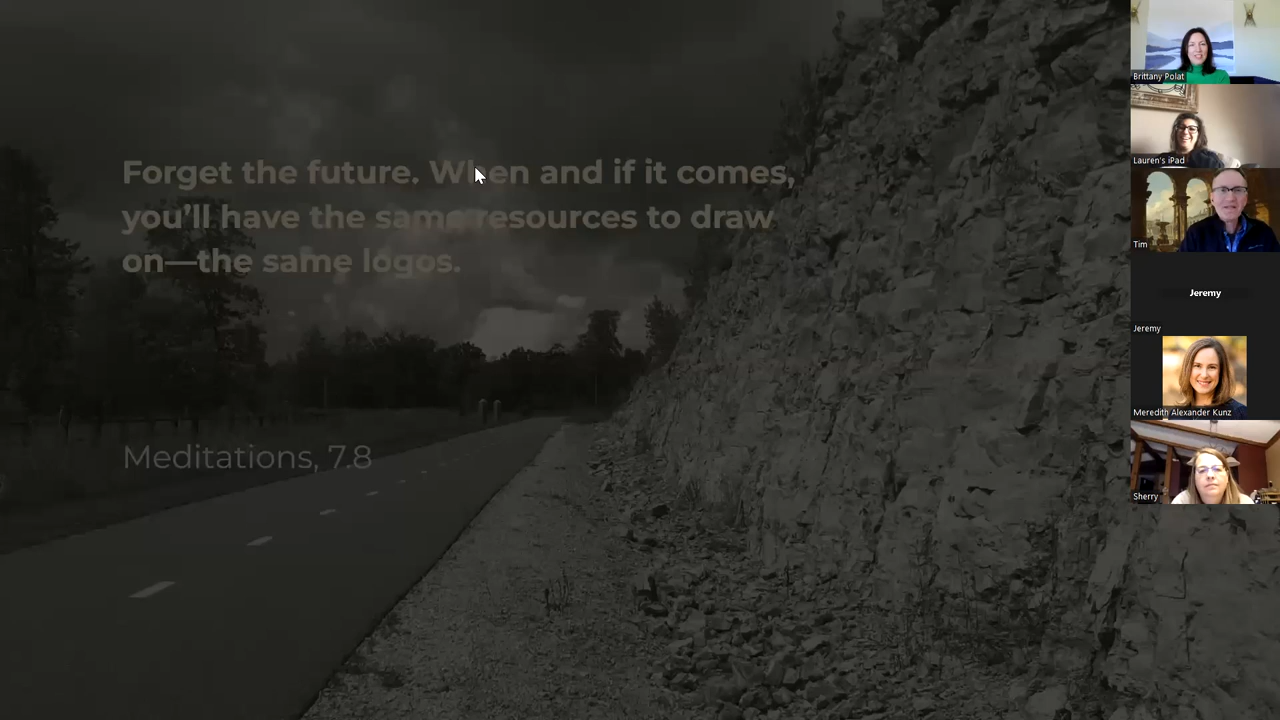 Forget the future. When and if it comes,
you’ll have the same resources to draw
on—the same logos.
Meditations, 7.8
Brittany Polat
Lauren's iPad
Tim
Jeremy
Jeremy
Meredith Alexander Kunz
Sherry